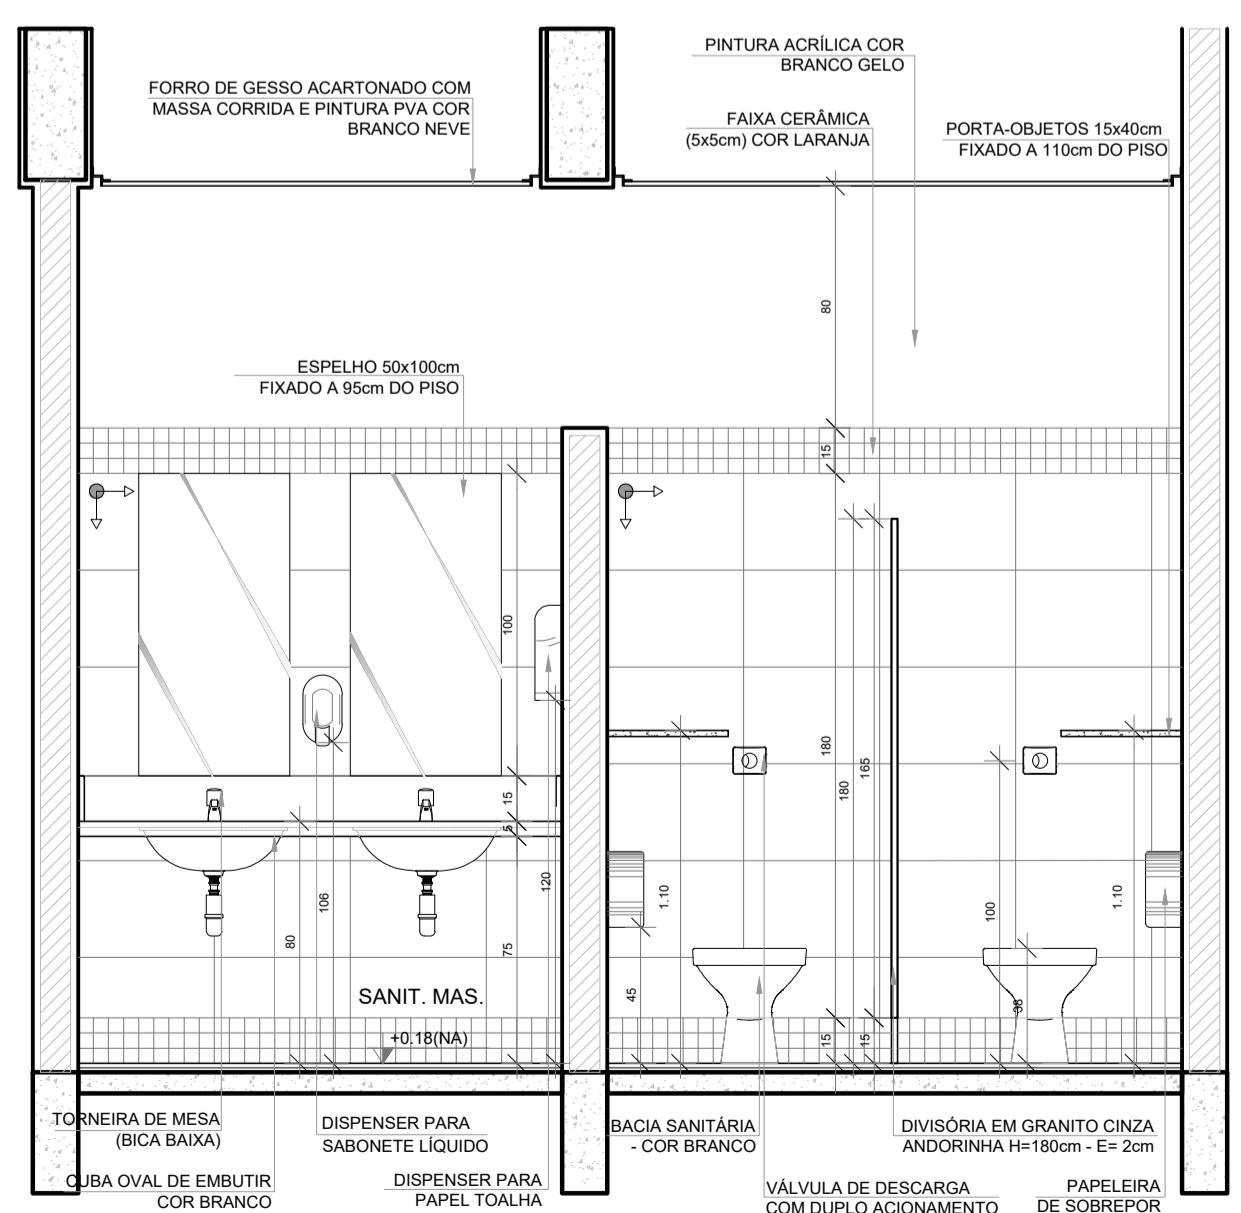 PINTURA ACRÍLICA COR
BRANCO GELO
FORRO DE GESSO ACARTONADO COM
MASSA CORRIDA E PINTURA PVA COR
BRANCO NEVE
FAIXA CERÂMICA
(5x5cm) COR LARANJA
PORTA-OBJETOS 15x40cm
FIXADO A 110cm DO PISO
80
ESPELHO 50x100cm
FIXADO A 95cm DO PISO
15
100
180
165
180
15
5
120
106
80
75
1.10
1.10
100
45
38
SANIT. MAS.
+0.18(NA)
15
15
TORNEIRA DE MESA
(BICA BAIXA)
DISPENSER PARA
SABONETE LÍQUIDO
BACIA SANITÁRIA
- COR BRANCO
DIVISÓRIA EM GRANITO CINZA
ANDORINHA H=180cm - E= 2cm
CUBA OVAL DE EMBUTIR
COR BRANCO
DISPENSER PARA
PAPEL TOALHA
VÁLVULA DE DESCARGA
COM DUPLO ACIONAMENTO
PAPELEIRA
DE SOBREPOR